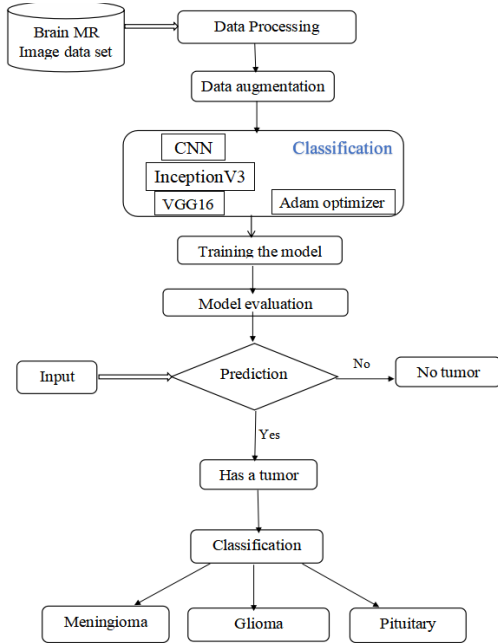 Brain MR
Image data set
Data Processing
Data augmentation
CNN
Classification
InceptionV3
VGG16
Adam optimizer
Training the model
Model evaluation
Input
Prediction
No
No tumor
Yes
Has a tumor
Classification
Meningioma
Glioma
Pituitary